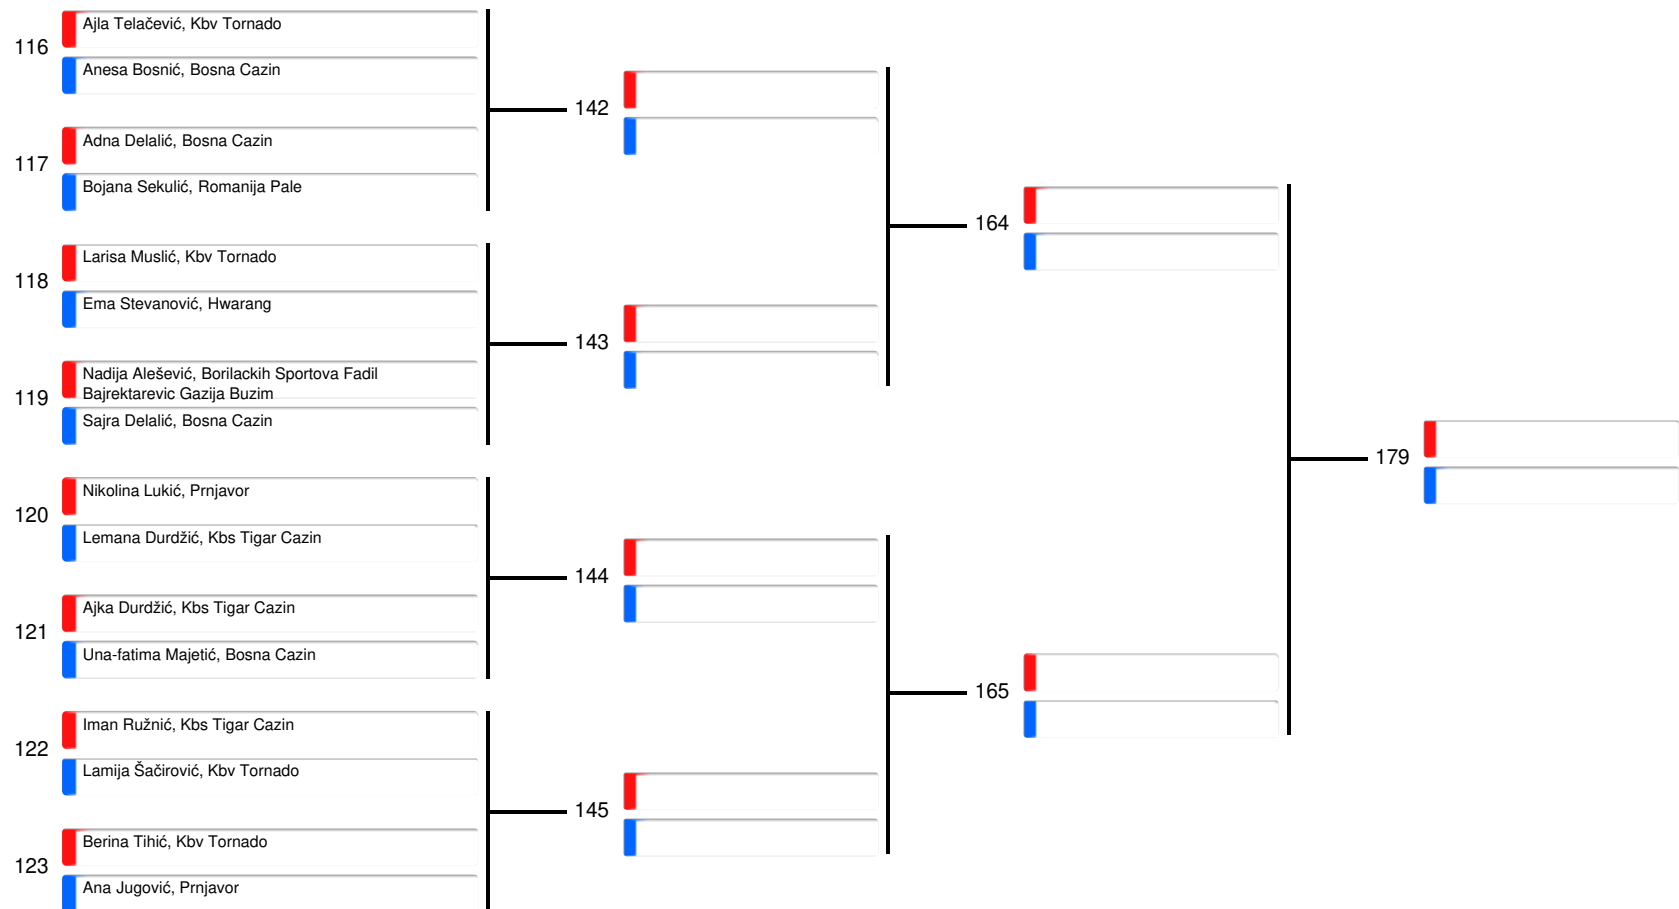 116
Ajla Telačević, Kbv Tornado
Anesa Bosnić, Bosna Cazin
117
Adna Delalić, Bosna Cazin
Bojana Sekulić, Romanija Pale
118
Larisa Muslić, Kbv Tornado
Ema Stevanović, Hwarang
119
Nadija Alešević, Borilackih Sportova Fadil
Bajrektarevic Gazija Buzim
Sajra Delalić, Bosna Cazin
120
Nikolina Lukić, Prnjavor
Lemana Durdžić, Kbs Tigar Cazin
121
Ajka Durdžić, Kbs Tigar Cazin
Una-fatima Majetić, Bosna Cazin
122
Iman Ružnić, Kbs Tigar Cazin
Lamija Šačirović, Kbv Tornado
123
Berina Tihić, Kbv Tornado
Ana Jugović, Prnjavor
142
143
144
145
164
165
179